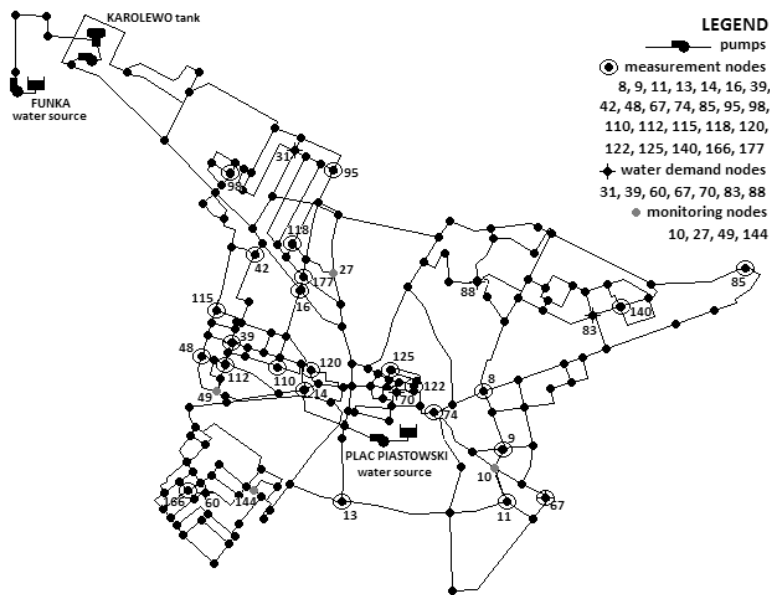 KAROLEWO tank
FUNKA
water source
LEGEND
pumps
measurement nodes
8, 9, 11, 13, 14, 16, 39,
42, 48, 67, 74, 85, 95, 98,
110, 112, 115, 118, 120,
122, 125, 140, 166, 177
water demand nodes
31, 39, 60, 67, 70, 83, 88
monitoring nodes
10, 27, 49, 144
31
95
98
118
42
27
177
16
88
85
140
83
115
39
48
120
125
112
110
14
122
70
8
74
49
PLAC PIASTOWSKI
water source
9
10
166
60
144
13
11
67